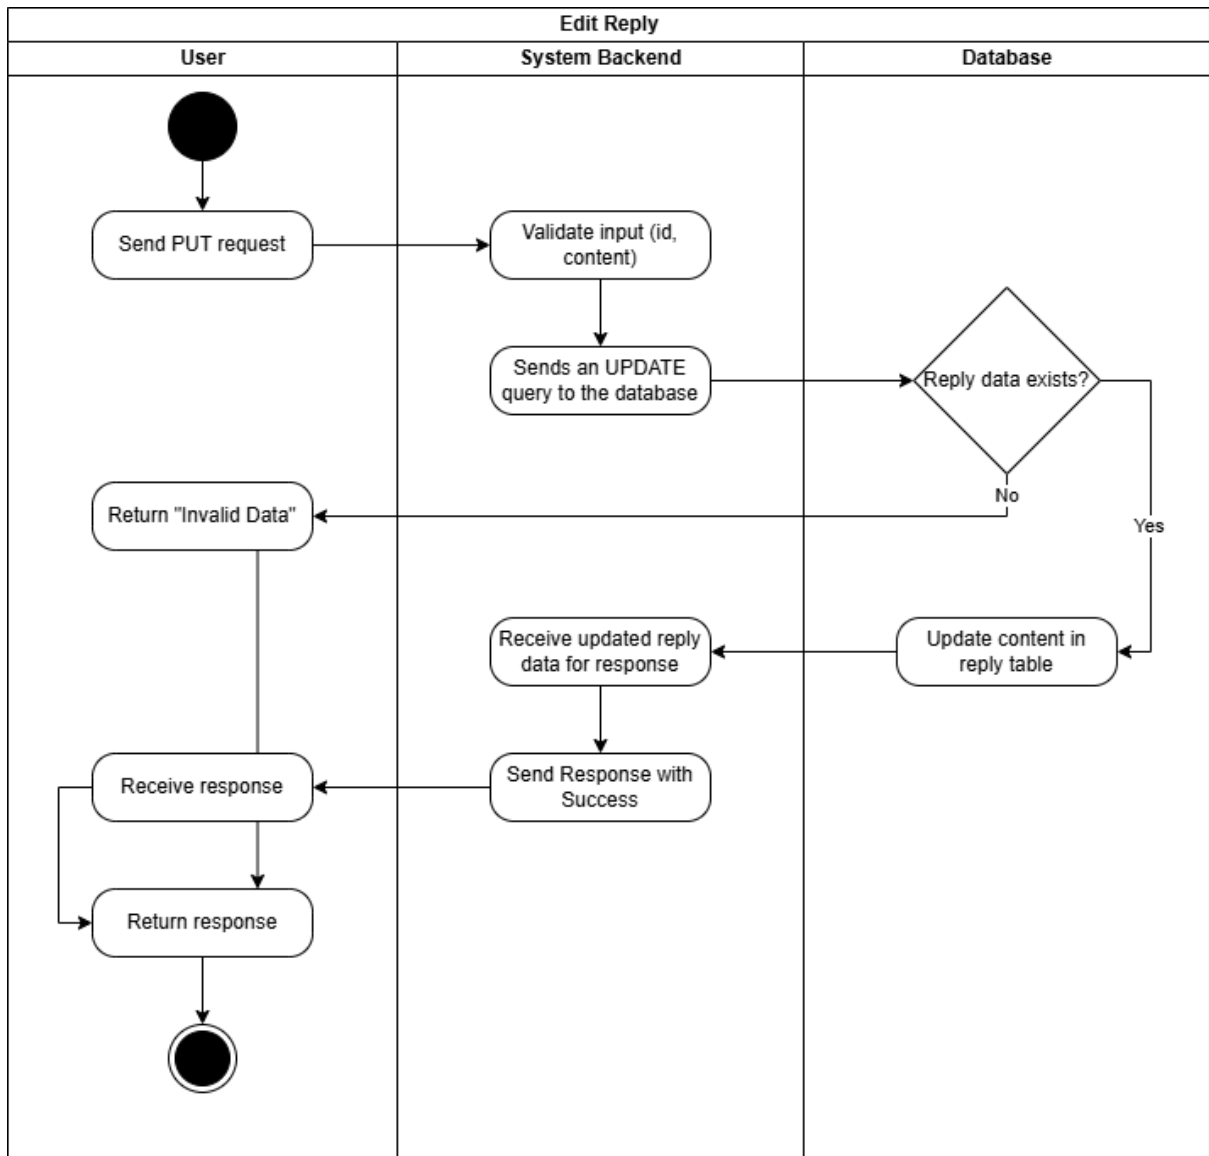 Edit Reply
User
System Backend
Database
Send PUT request
Validate input (id,
content)
Sends an UPDATE
query to the database
Reply data exists?
No
Yes
Return "Invalid Data"
Receive updated reply
data for response
Update content in
reply table
Receive response
Send Response with
Success
Return response